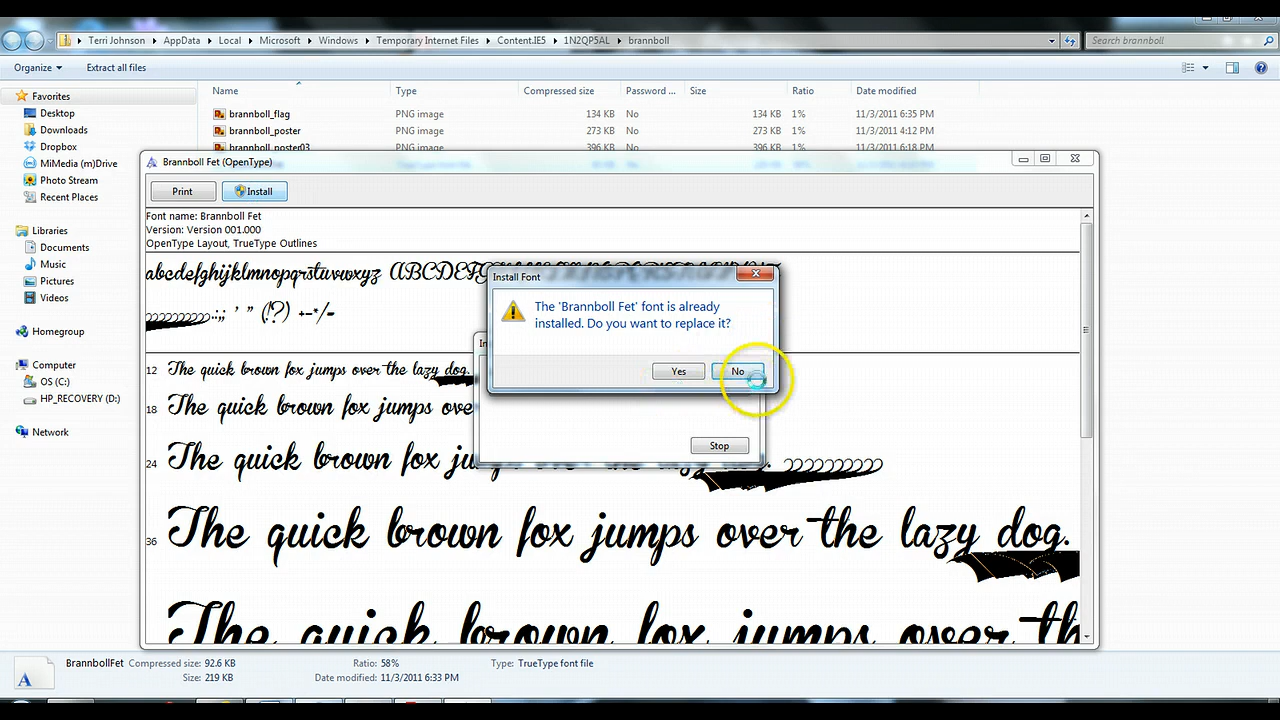 Terri Johnson ▸ AppData ▸ Local ▸ Microsoft ▸ Windows ▸ Temporary Internet Files ▸ Content.IE5 ▸ 1N2QP5AL ▸ brannboll
Search brannboll
Organize Extract all files
Name Type Compressed size Password ... Size Ratio Date modified
Favorites
Desktop
Downloads
Dropbox
MiMedia (m)Drive
Photo Stream
Recent Places
Libraries
Documents
Music
Pictures
Videos
Homegroup
Computer
OS (C:)
HP_RECOVERY (D:)
Network
brannboll_flag PNG image 134 KB No 134 KB 1% 11/3/2011 6:35 PM
brannboll_poster PNG image 273 KB No 273 KB 1% 11/3/2011 4:12 PM
brannboll_poster03 PNG image 396 KB No 396 KB 1% 11/3/2011 6:18 PM
Brannboll Fet (OpenType)
Print Install
Font name: Brannboll Fet
Version: Version 001.000
OpenType Layout, TrueType Outlines
abcdefghijklmnopqrstuvwxyz
.:,; ' " (!?) +-*/=
12 The quick brown fox jumps over the lazy dog.
18 The quick brown fox jumps
24 The quick brown fox
36 The quick brown fox jumps over the lazy dog.
The quick brown fox jumps over
Install Font
The 'Brannboll Fet' font is already
installed. Do you want to replace it?
Yes No
Stop
BrannbollFet Compressed size: 92.6 KB Ratio: 58% Type: TrueType font file
Size: 219 KB Date modified: 11/3/2011 6:33 PM